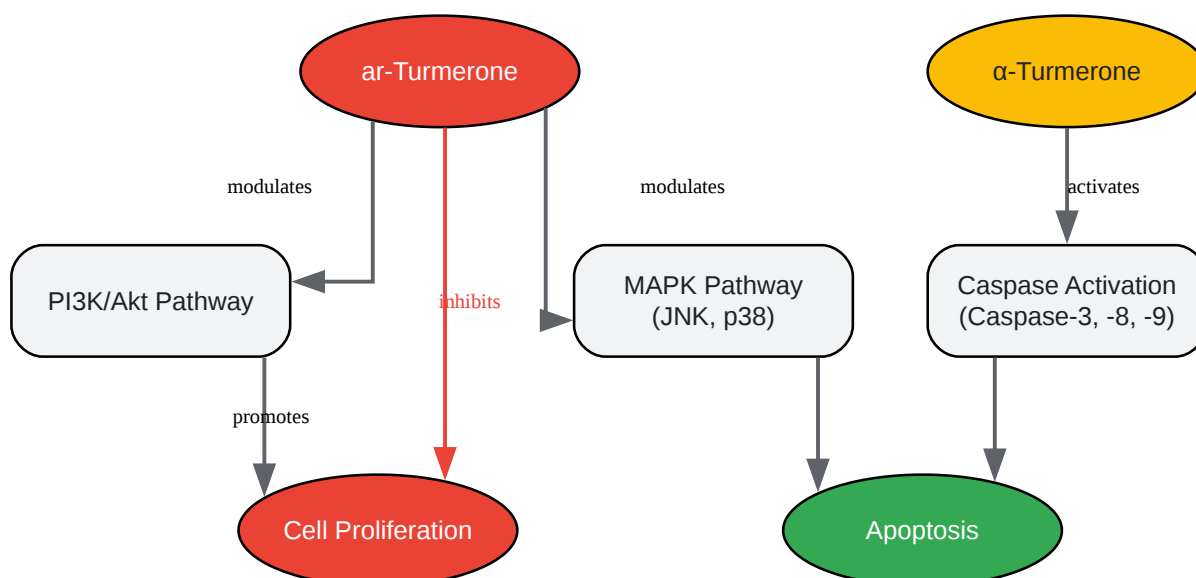 ar-Turmerone
α-Turmerone
modulates
modulates
activates
PI3K/Akt Pathway
inhibits
MAPK Pathway
(JNK, p38)
Caspase Activation
(Caspase-3, -8, -9)
promotes
Cell Proliferation
Apoptosis